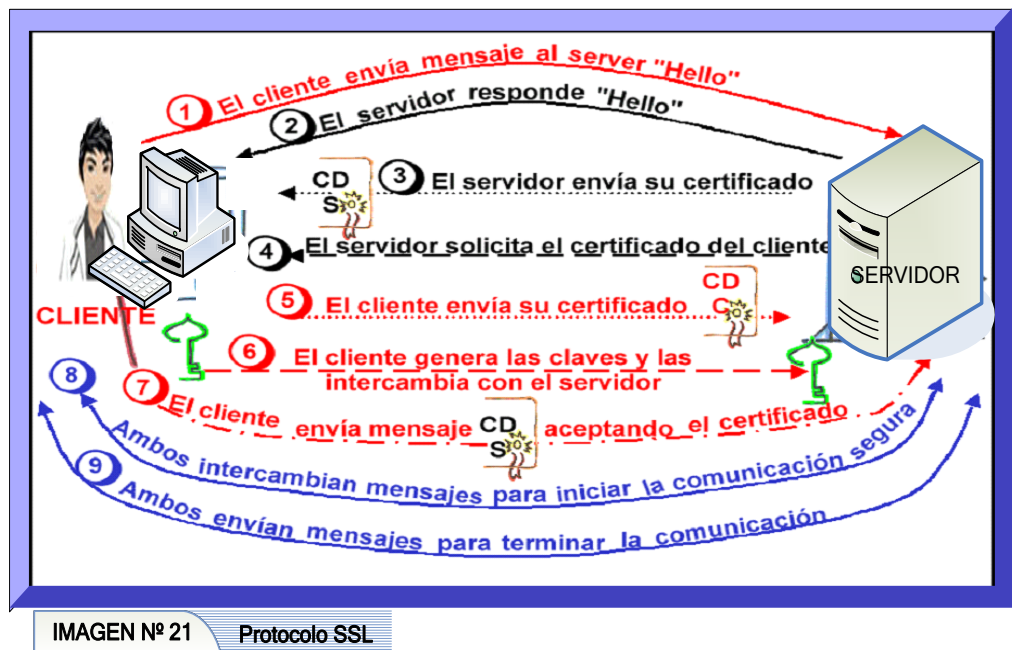 1 El cliente envía mensaje al server "Hello"
2 El servidor responde "Hello"
CD
S
3 El servidor envía su certificado
4 El servidor solicita el certificado del cliente
SERVIDOR
CD
C
5 El cliente envía su certificado
CLIENTE
6 El cliente genera las claves y las
intercambia con el servidor
7 El cliente envía mensaje CD aceptando el certificado
S
8 Ambos intercambian mensajes para iniciar la comunicación segura
9 Ambos envían mensajes para terminar la comunicación
IMAGEN Nº 21 Protocolo SSL